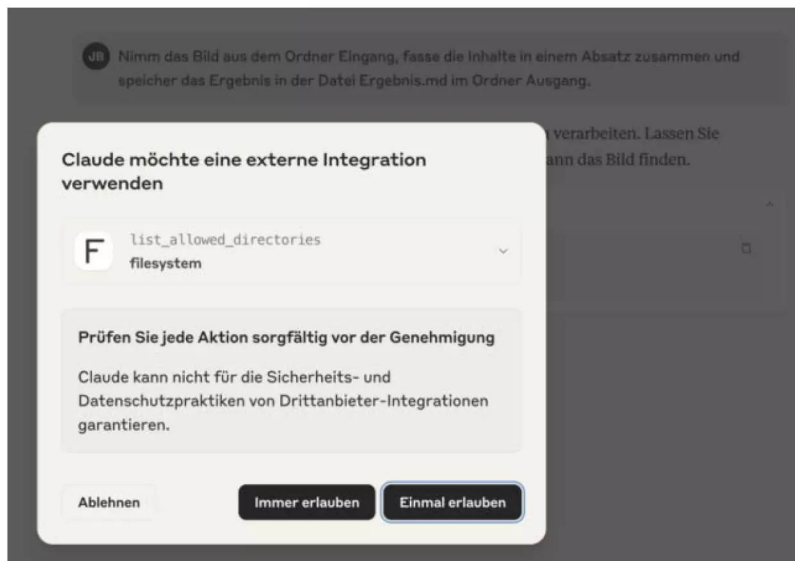 JB Nimm das Bild aus dem Ordner Eingang, fasse die Inhalte in einem Absatz zusammen und
speicher das Ergebnis in der Datei Ergebnis.md im Ordner Ausgang.
verarbeiten. Lassen Sie
ann das Bild finden.
Claude möchte eine externe Integration
verwenden
F
list_allowed_directories
filesystem
Prüfen Sie jede Aktion sorgfältig vor der Genehmigung
Claude kann nicht für die Sicherheits- und
Datenschutzpraktiken von Drittanbieter-Integrationen
garantieren.
Ablehnen Immer erlauben Einmal erlauben